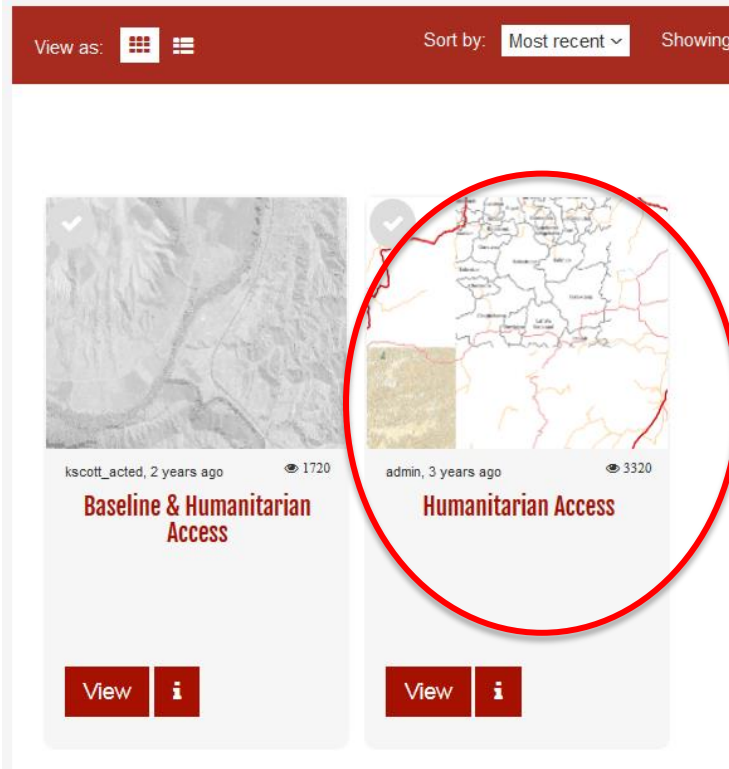 View as:
Sort by: Most recent
Showing
kscott_acted, 2 years ago 1720
Baseline & Humanitarian
Access
View i
admin, 3 years ago 3320
Humanitarian Access
View i